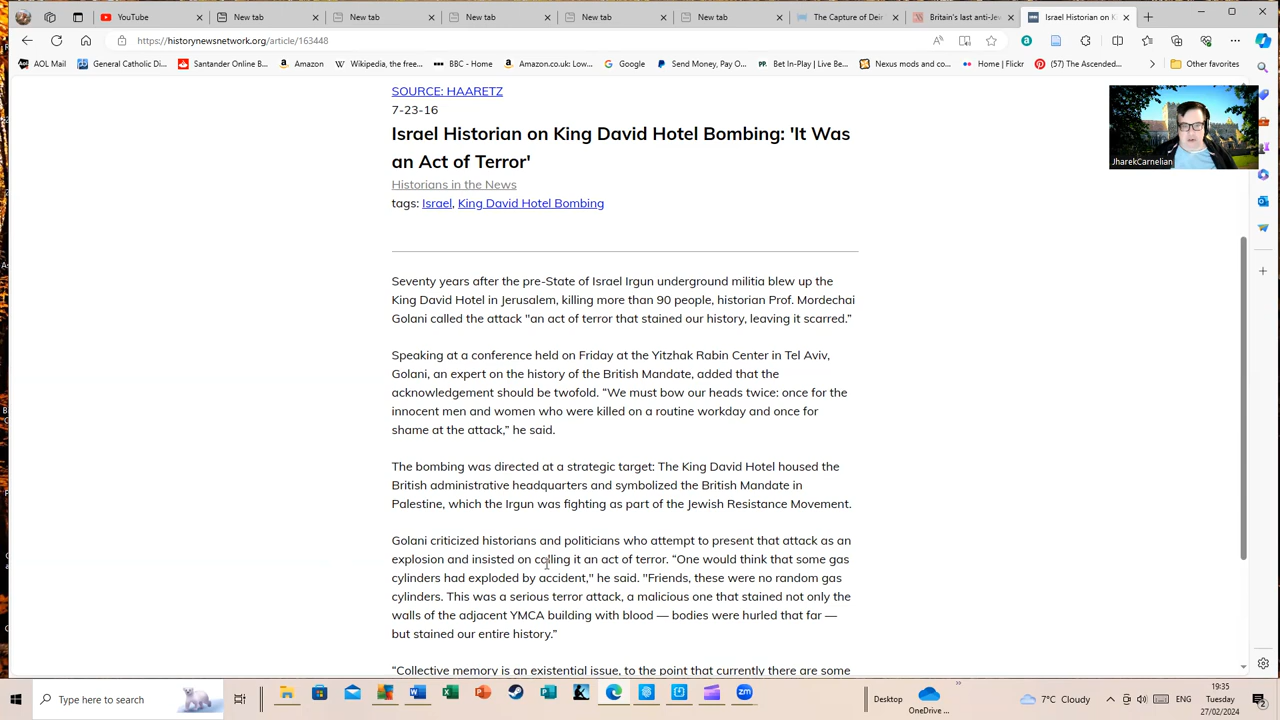 YouTube
New tab
New tab
New tab
New tab
New tab
The Capture of Deir
Britain's last anti-Jew
Israel Historian on K
https://historynewsnetwork.org/article/163448
AOL Mail
General Catholic Di...
Santander Online B...
Amazon
Wikipedia, the free...
BBC - Home
Amazon.co.uk: Low...
Google
Send Money, Pay O...
Bet In-Play | Live Be...
Nexus mods and co...
Home | Flickr
(17) The Ascended...
Other favorites
SOURCE: HAARETZ
7-23-16
Israel Historian on King David Hotel Bombing: 'It Was
an Act of Terror'
Historians in the News
tags: Israel, King David Hotel Bombing
JharekCarnelian
Seventy years after the pre-State of Israel Irgun underground militia blew up the
King David Hotel in Jerusalem, killing more than 90 people, historian Prof. Mordechai
Golani called the attack "an act of terror that stained our history, leaving it scarred."
Speaking at a conference held on Friday at the Yitzhak Rabin Center in Tel Aviv,
Golani, an expert on the history of the British Mandate, added that the
acknowledgement should be twofold. “We must bow our heads twice: once for the
innocent men and women who were killed on a routine workday and once for
shame at the attack,” he said.
The bombing was directed at a strategic target: The King David Hotel housed the
British administrative headquarters and symbolized the British Mandate in
Palestine, which the Irgun was fighting as part of the Jewish Resistance Movement.
Golani criticized historians and politicians who attempt to present that attack as an
explosion and insisted on calling it an act of terror. “One would think that some gas
cylinders had exploded by accident," he said. "Friends, these were no random gas
cylinders. This was a serious terror attack, a malicious one that stained not only the
walls of the adjacent YMCA building with blood — bodies were hurled that far —
but stained our entire history.”
“Collective memory is an existential issue, to the point that currently there are some
Type here to search
Desktop
OneDrive ...
7°C Cloudy
ENG
19:35
Tuesday
27/02/2024